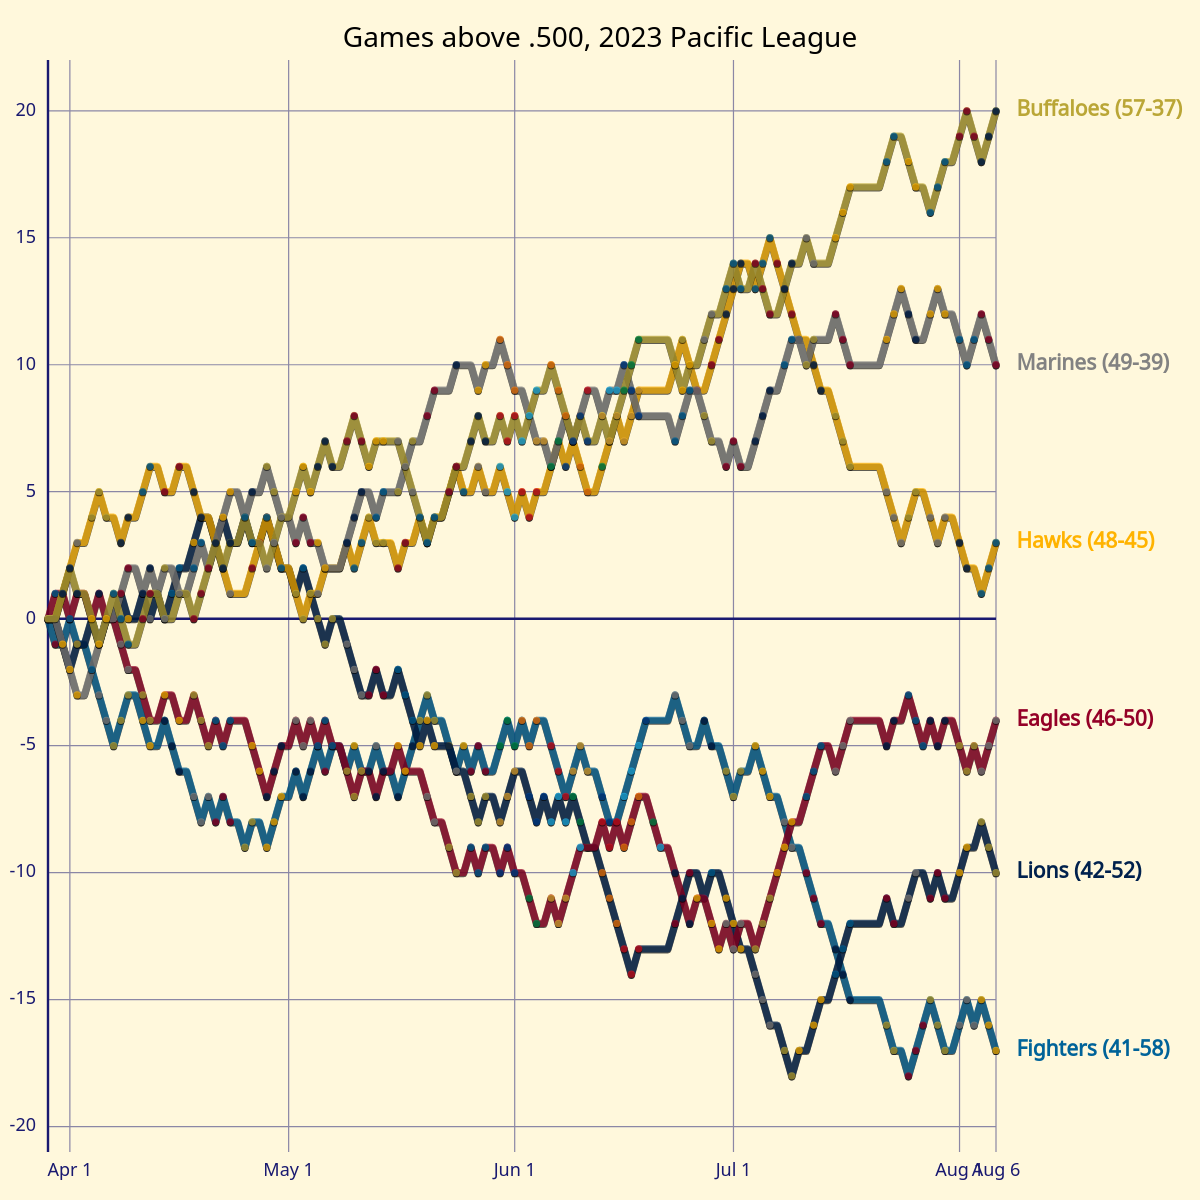 Games above .500, 2023 Pacific League
20
15
10
5
0
-5
-10
-15
-20
Buffaloes (57-37)
Marines (49-39)
Hawks (48-45)
Eagles (46-50)
Lions (42-52)
Fighters (41-58)
Apr 1
May 1
Jun 1
Jul 1
Aug 1
Aug 6